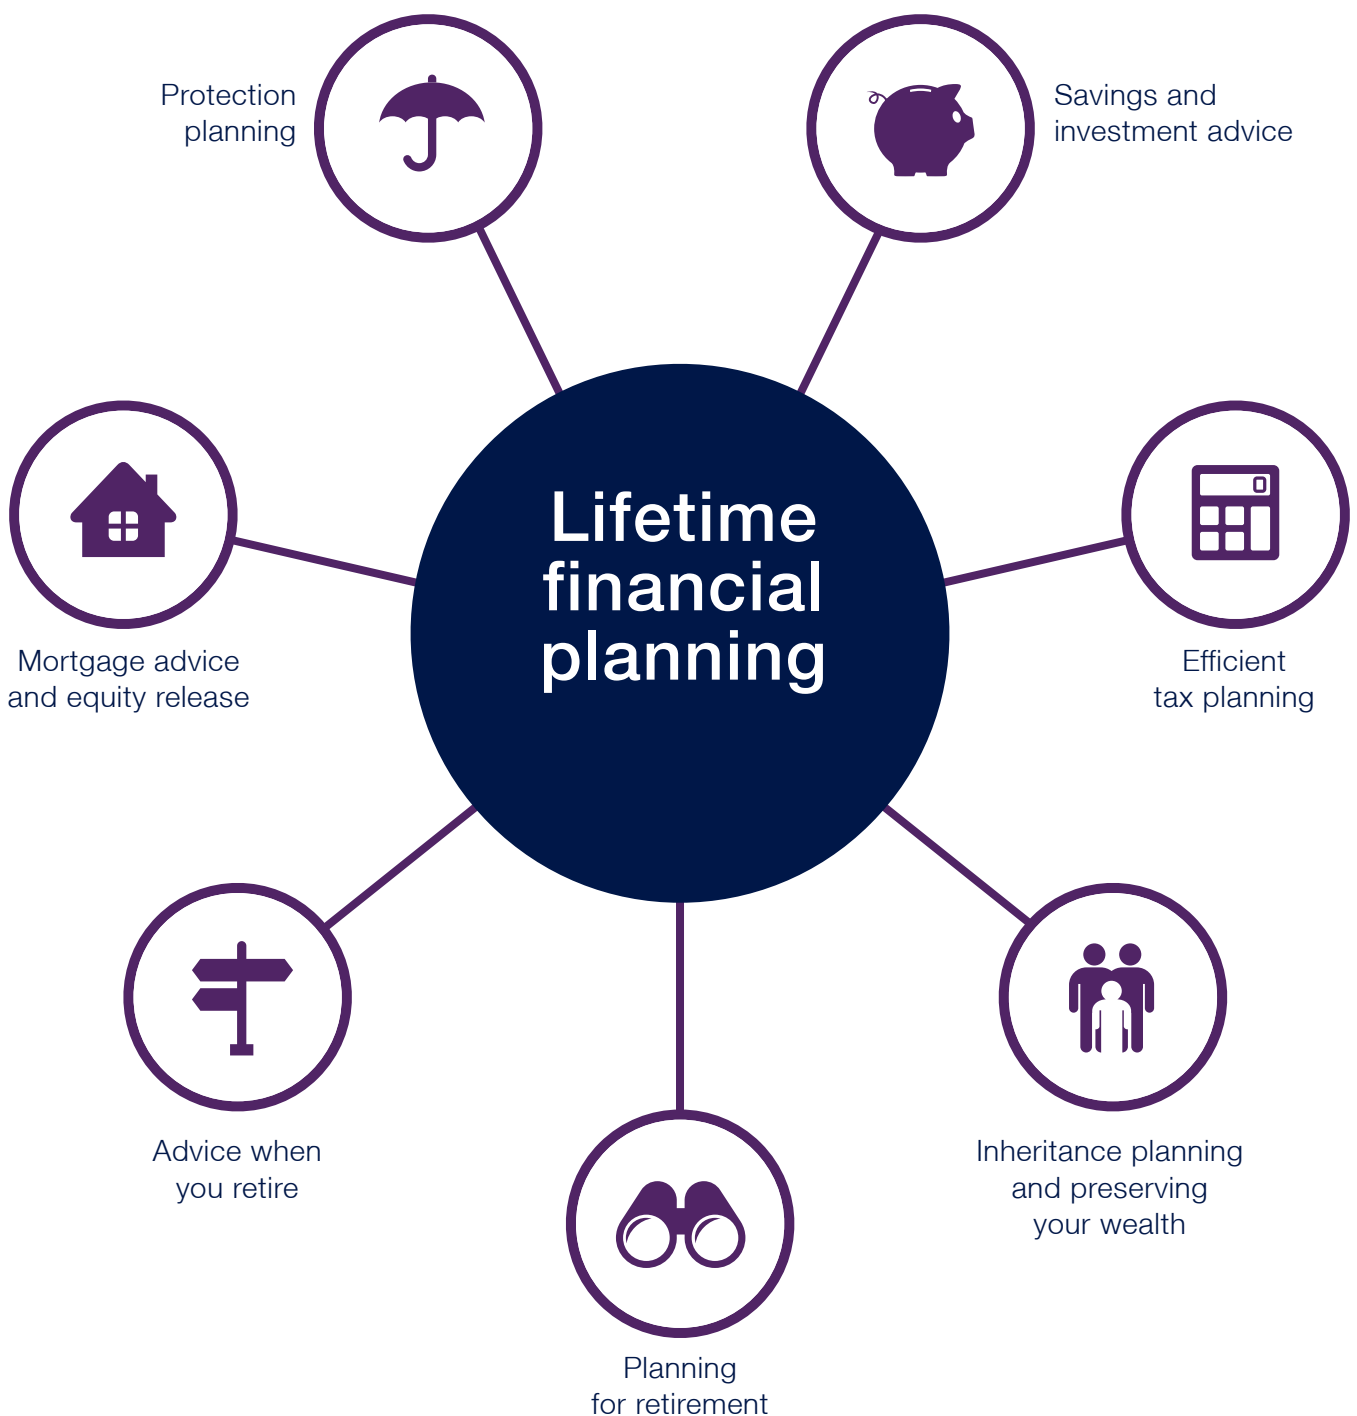 Protection
planning
Savings and
investment advice
Lifetime
financial
planning
Mortgage advice
and equity release
Efficient
tax planning
Advice when
you retire
Inheritance planning
and preserving
your wealth
Planning
for retirement